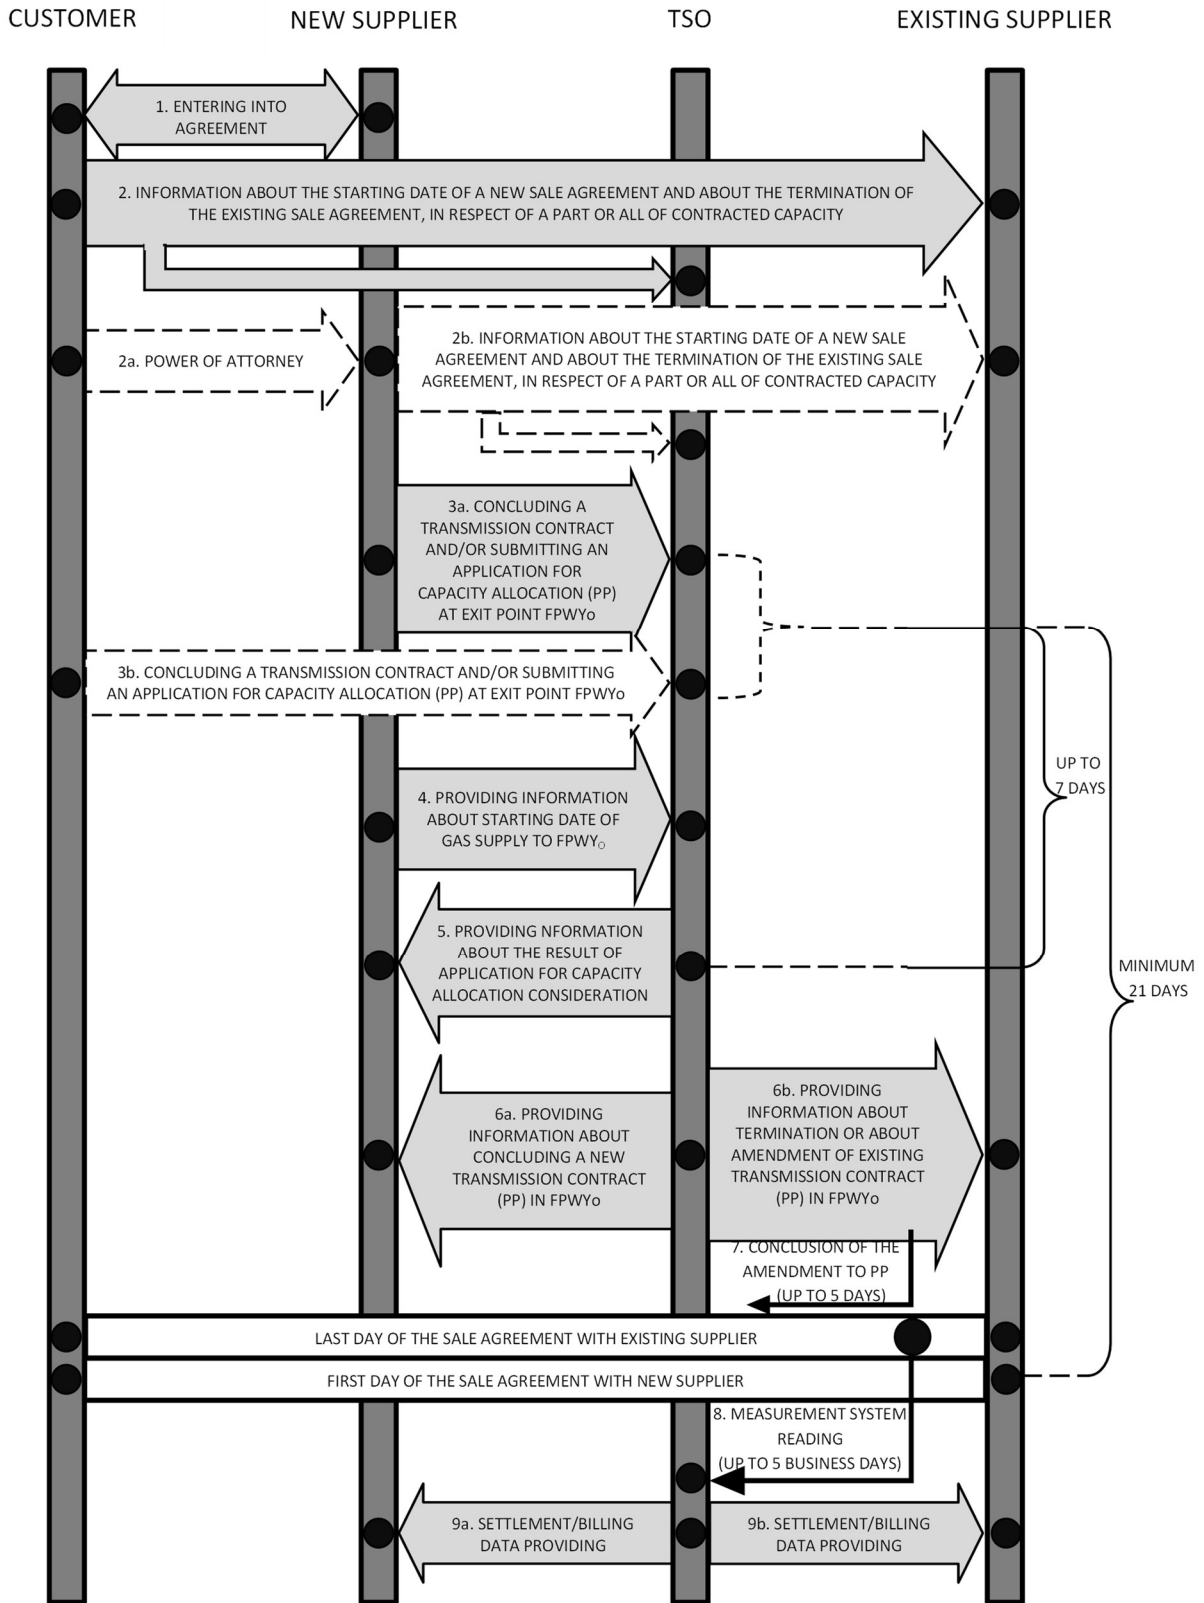 CUSTOMER
NEW SUPPLIER
TSO
EXISTING SUPPLIER
1. ENTERING INTO
AGREEMENT
2. INFORMATION ABOUT THE STARTING DATE OF A NEW SALE AGREEMENT AND ABOUT THE TERMINATION OF
THE EXISTING SALE AGREEMENT, IN RESPECT OF A PART OR ALL OF CONTRACTED CAPACITY
2a. POWER OF ATTORNEY
2b. INFORMATION ABOUT THE STARTING DATE OF A NEW SALE
AGREEMENT AND ABOUT THE TERMINATION OF THE EXISTING SALE
AGREEMENT, IN RESPECT OF A PART OR ALL OF CONTRACTED CAPACITY
3a. CONCLUDING A
TRANSMISSION CONTRACT
AND/OR SUBMITTING AN
APPLICATION FOR
CAPACITY ALLOCATION (PP)
AT EXIT POINT FPWYo
3b. CONCLUDING A TRANSMISSION CONTRACT AND/OR SUBMITTING
AN APPLICATION FOR CAPACITY ALLOCATION (PP) AT EXIT POINT FPWYo
UP TO
7 DAYS
4. PROVIDING INFORMATION
ABOUT STARTING DATE OF
GAS SUPPLY TO FPWYO
5. PROVIDING NFORMATION
ABOUT THE RESULT OF
APPLICATION FOR CAPACITY
ALLOCATION CONSIDERATION
MINIMUM
21 DAYS
6a. PROVIDING
INFORMATION ABOUT
CONCLUDING A NEW
TRANSMISSION CONTRACT
(PP) IN FPWYo
6b. PROVIDING
INFORMATION ABOUT
TERMINATION OR ABOUT
AMENDMENT OF EXISTING
TRANSMISSION CONTRACT
(PP) IN FPWYo
7. CONCLUSION OF THE
AMENDMENT TO PP
(UP TO 5 DAYS)
LAST DAY OF THE SALE AGREEMENT WITH EXISTING SUPPLIER
FIRST DAY OF THE SALE AGREEMENT WITH NEW SUPPLIER
8. MEASUREMENT SYSTEM
READING
(UP TO 5 BUSINESS DAYS)
9a. SETTLEMENT/BILLING
DATA PROVIDING
9b. SETTLEMENT/BILLING
DATA PROVIDING